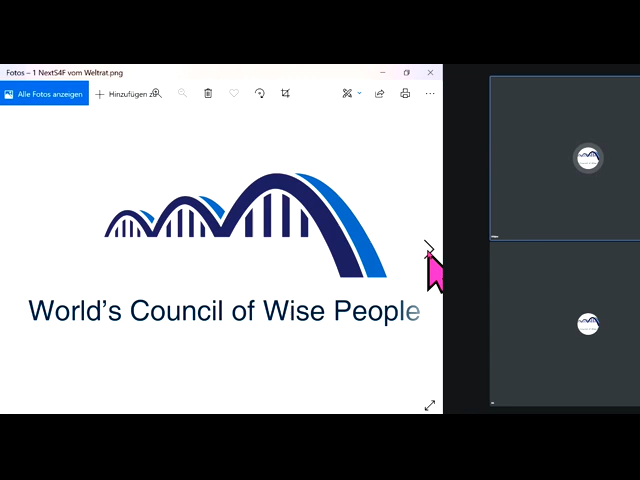 Fotos – 1 NextS4F vom Weltrat.png
Alle Fotos anzeigen
Hinzufügen zu
World's Council of Wise People